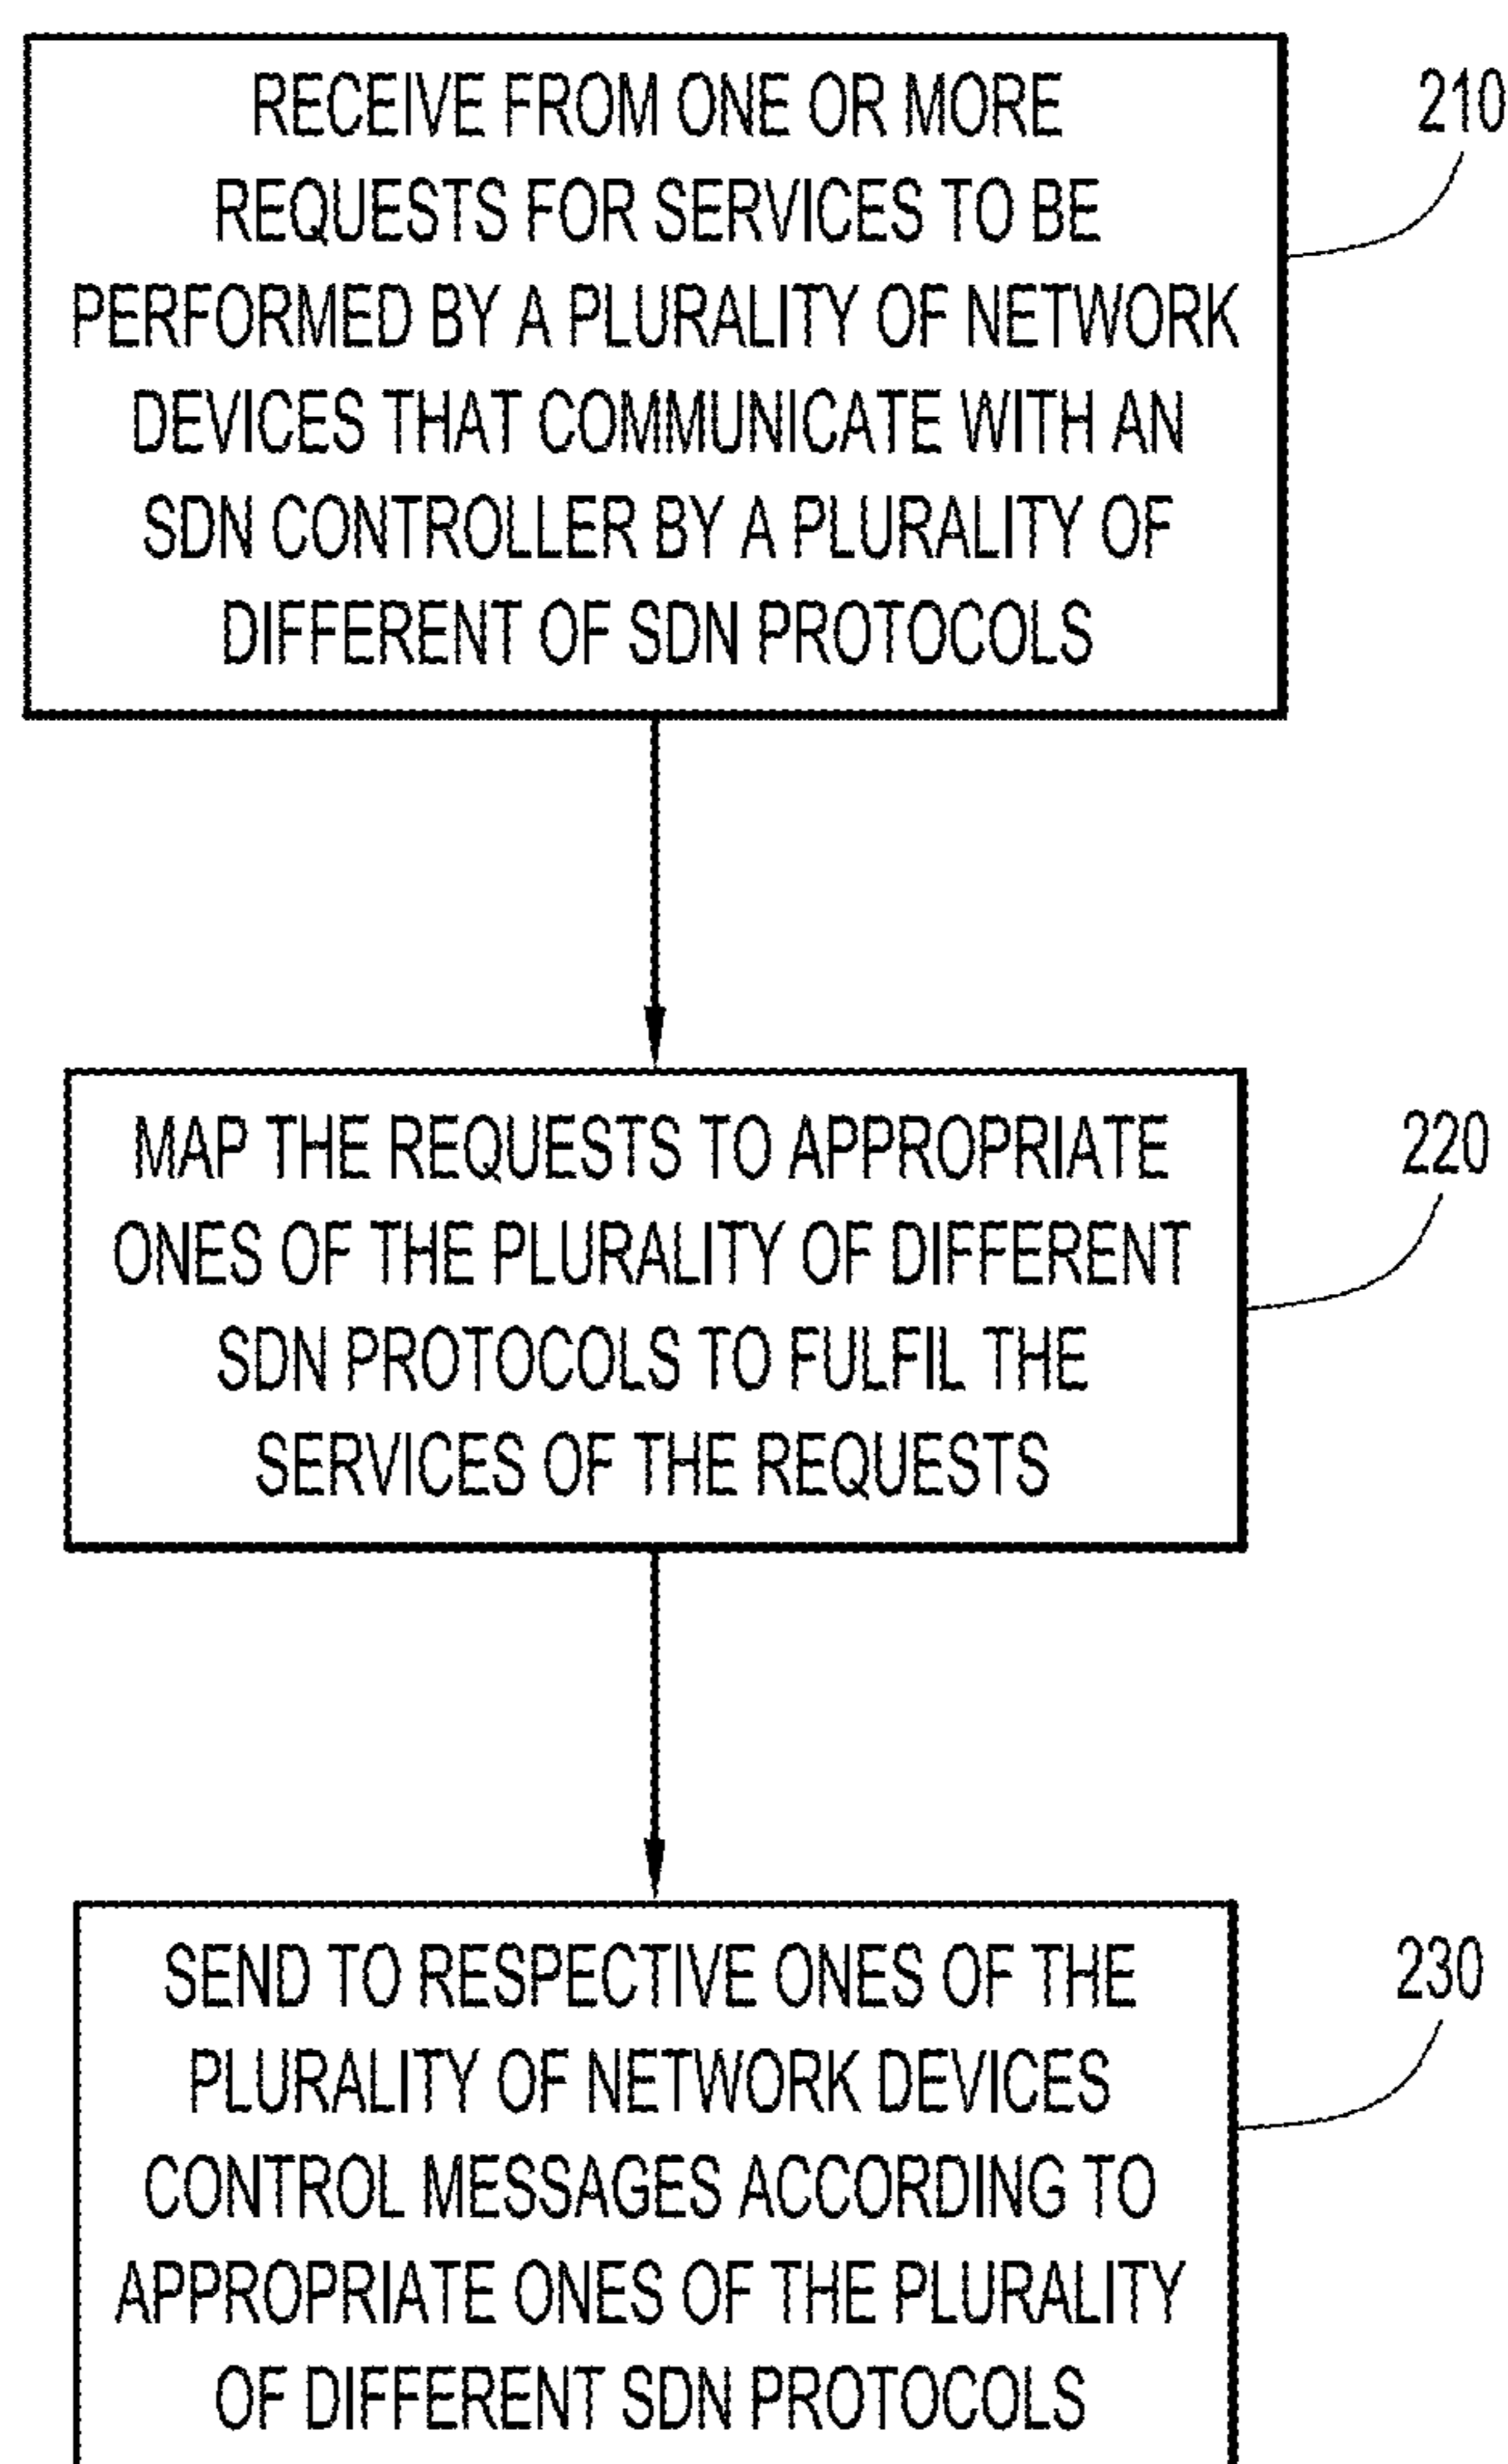 RECEIVE FROM ONE OR MORE
REQUESTS FOR SERVICES TO BE
PERFORMED BY A PLURALITY OF NETWORK
DEVICES THAT COMMUNICATE WITH AN
SDN CONTROLLER BY A PLURALITY OF
DIFFERENT OF SDN PROTOCOLS
210
MAP THE REQUESTS TO APPROPRIATE
ONES OF THE PLURALITY OF DIFFERENT
SDN PROTOCOLS TO FULFIL THE
SERVICES OF THE REQUESTS
220
SEND TO RESPECTIVE ONES OF THE
PLURALITY OF NETWORK DEVICES
CONTROL MESSAGES ACCORDING TO
APPROPRIATE ONES OF THE PLURALITY
OF DIFFERENT SDN PROTOCOLS
230